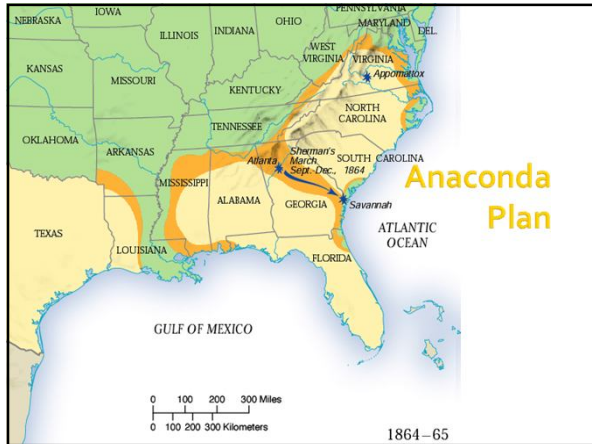 NEBRASKA
IOWA
PENNSYLVANIA
OHIO
INDIANA
ILLINOIS
MARYLAND
DEL.
WEST
VIRGINIA
VIRGINIA
KANSAS
MISSOURI
Appomattox
KENTUCKY
NORTH
CAROLINA
TENNESSEE
OKLAHOMA
ARKANSAS
Sherman's
March
Sept.-Dec.,
1864
Atlanta
SOUTH CAROLINA
MISSISSIPPI
ALABAMA
GEORGIA
Savannah
Anaconda
Plan
TEXAS
LOUISIANA
ATLANTIC
OCEAN
FLORIDA
GULF OF MEXICO
0 100 200 300 Miles
0 100 200 300 Kilometers
1864–65